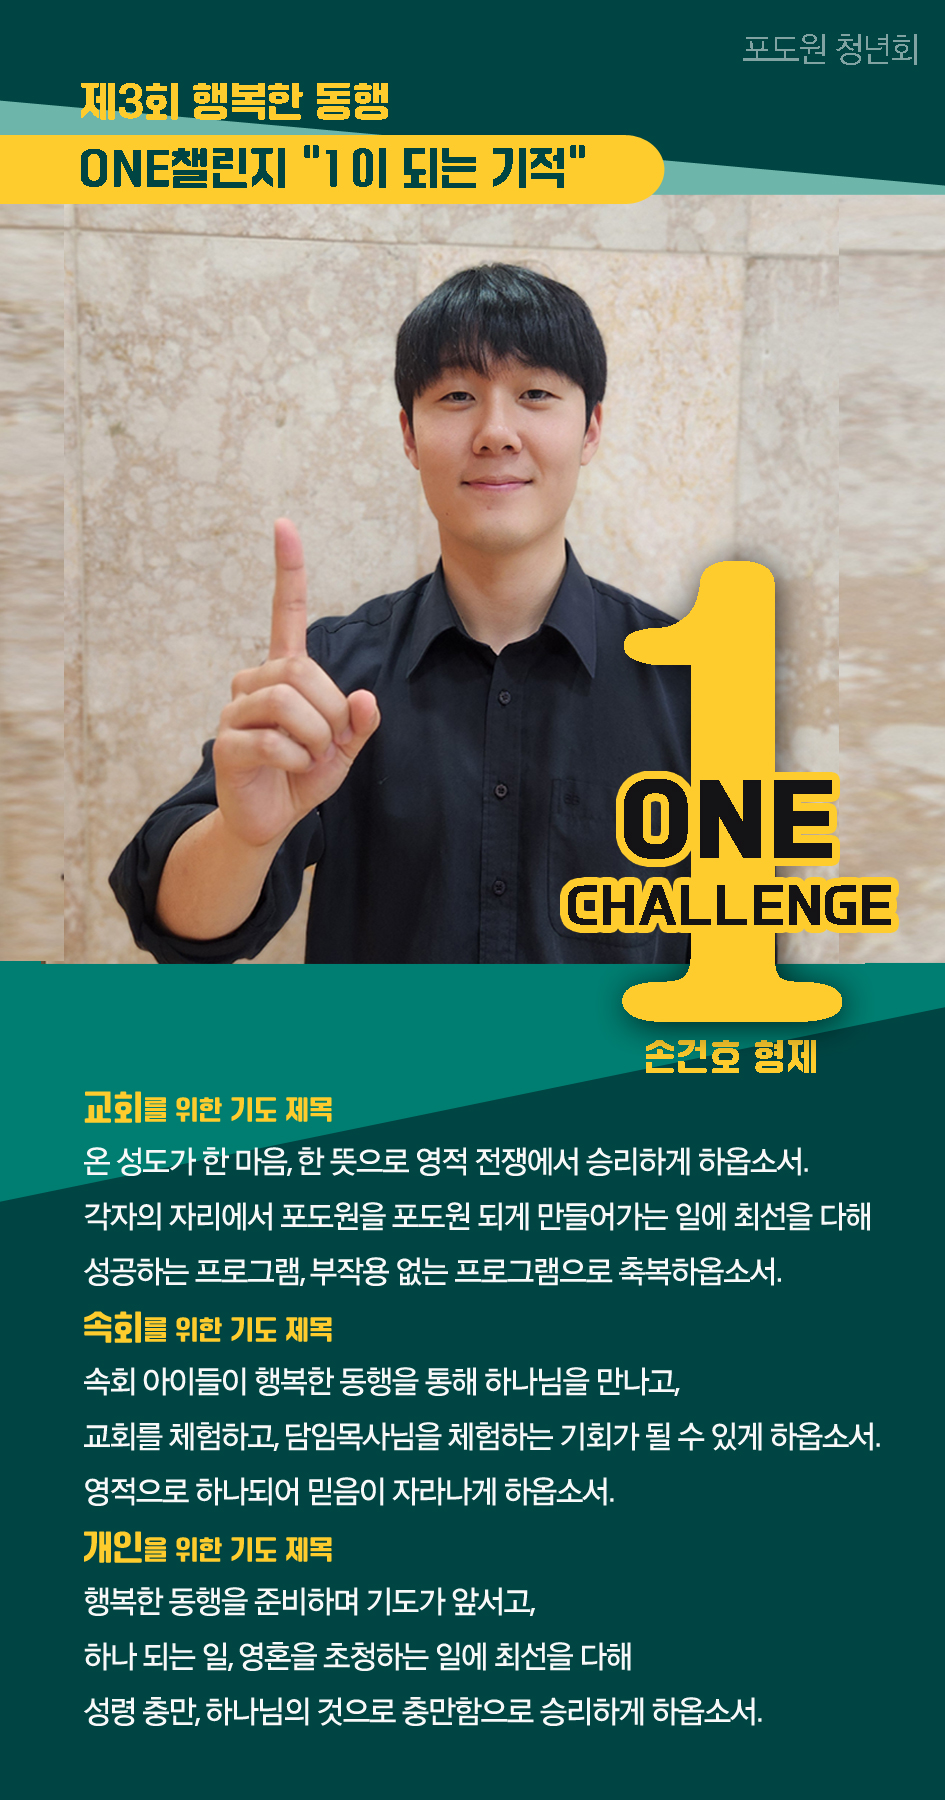 포도원 청년회
제3회 행복한 동행
ONE챌린지 "1이 되는 기적"
1
ONE
CHALLENGE
손건호 형제
교회를 위한 기도 제목
온 성도가 한 마음, 한 뜻으로 영적 전쟁에서 승리하게 하옵소서.
각자의 자리에서 포도원을 포도원 되게 만들어가는 일에 최선을 다해
성공하는 프로그램, 부작용 없는 프로그램으로 축복하옵소서.
속회를 위한 기도 제목
속회 아이들이 행복한 동행을 통해 하나님을 만나고,
교회를 체험하고, 담임목사님을 체험하는 기회가 될 수 있게 하옵소서.
영적으로 하나되어 믿음이 자라나게 하옵소서.
개인을 위한 기도 제목
행복한 동행을 준비하며 기도가 앞서고,
하나 되는 일, 영혼을 초청하는 일에 최선을 다해
성령 충만, 하나님의 것으로 충만함으로 승리하게 하옵소서.